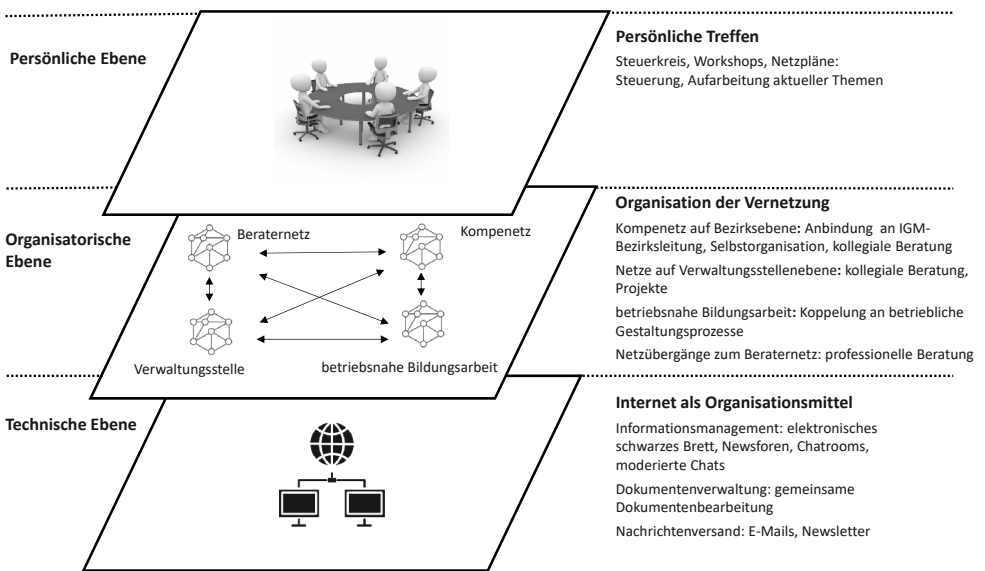 Persönliche Ebene
Persönliche Treffen
Steuerkreis, Workshops, Netzpläne:
Steuerung, Aufarbeitung aktueller Themen
Organisatorische
Ebene
Beraternetz
Kompenetz
Verwaltungsstelle
betriebsnahe Bildungsarbeit
Organisation der Vernetzung
Kompenetz auf Bezirksebene: Anbindung an IGM-
Bezirksleitung, Selbstorganisation, kollegiale Beratung
Netze auf Verwaltungsstellenebene: kollegiale Beratung,
Projekte
betriebsnahe Bildungsarbeit: Koppelung an betriebliche
Gestaltungsprozesse
Netzübergänge zum Beraternetz: professionelle Beratung
Technische Ebene
Internet als Organisationsmittel
Informationsmanagement: elektronisches
schwarzes Brett, Newsforen, Chatrooms,
moderierte Chats
Dokumentenverwaltung: gemeinsame
Dokumentenbearbeitung
Nachrichtenversand: E-Mails, Newsletter